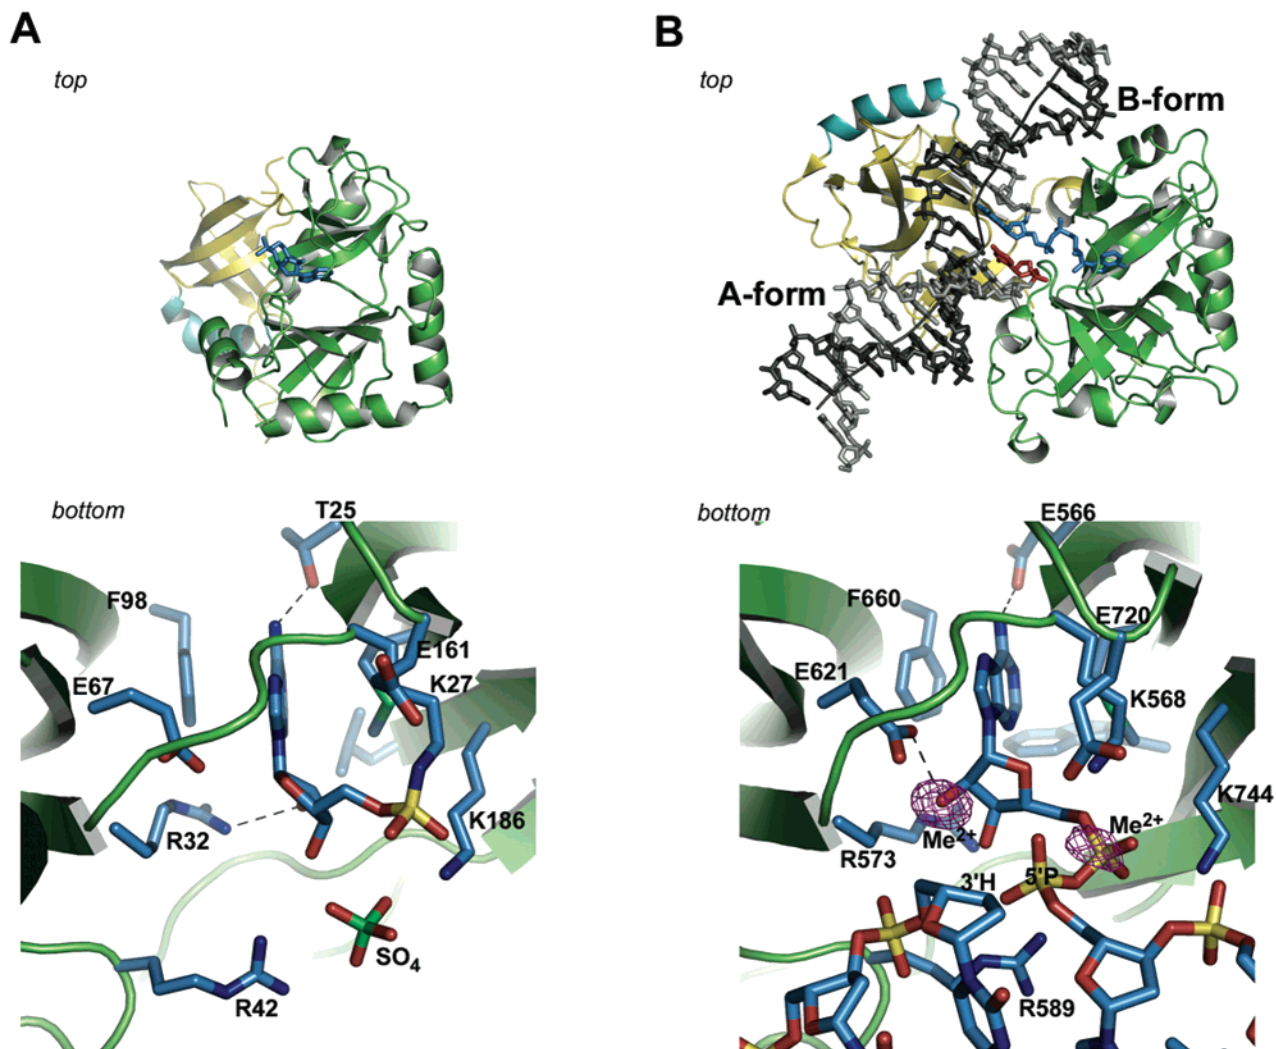 A
B
top
top
B-form
A-form
bottom
T25
F98
E161
E67
K27
R32
K186
SO4
R42
bottom
E566
F660
E720
E621
K568
K744
Me2+
Me2+
R573
3'H
5'P
R589